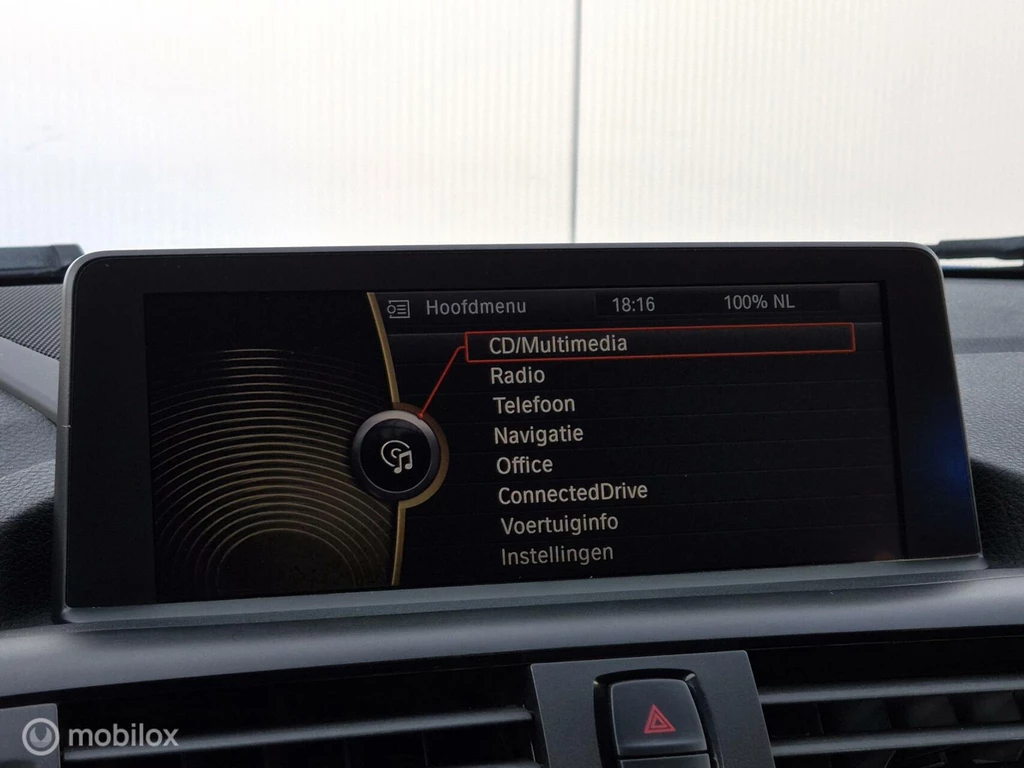 Hoofdmenu 18:16 100% NL
CD/Multimedia
Radio
Telefoon
Navigatie
Office
ConnectedDrive
Voertuiginfo
Instellingen
mobilox